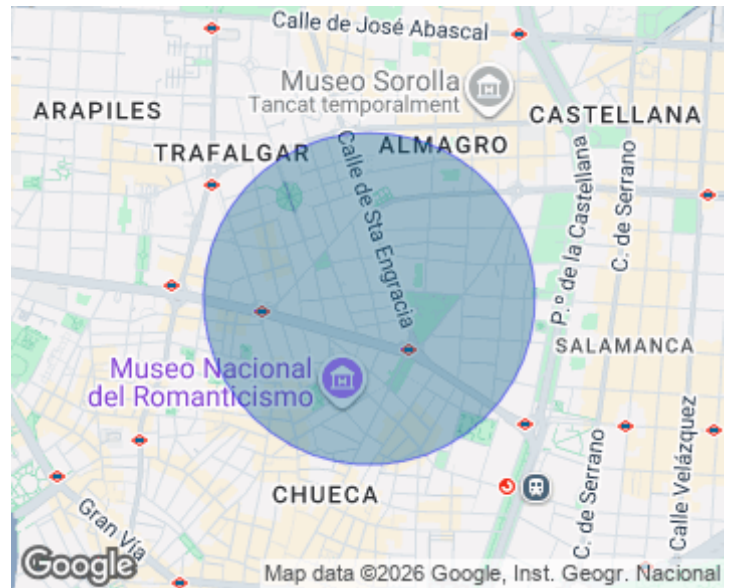 Calle de José Abascal
Museo Sorolla
Tancat temporalment
ARAPILES
CASTELLANA
TRAFALGAR
ALMAGRO
Calle de Sta Engracia
P.º de la Castellana
C. de Serrano
SALAMANCA
Museo Nacional
del Romanticismo
CHUECA
C. de Serrano
Calle Velázquez
Gran Vía
Google
Map data ©2026 Google, Inst. Geogr. Nacional